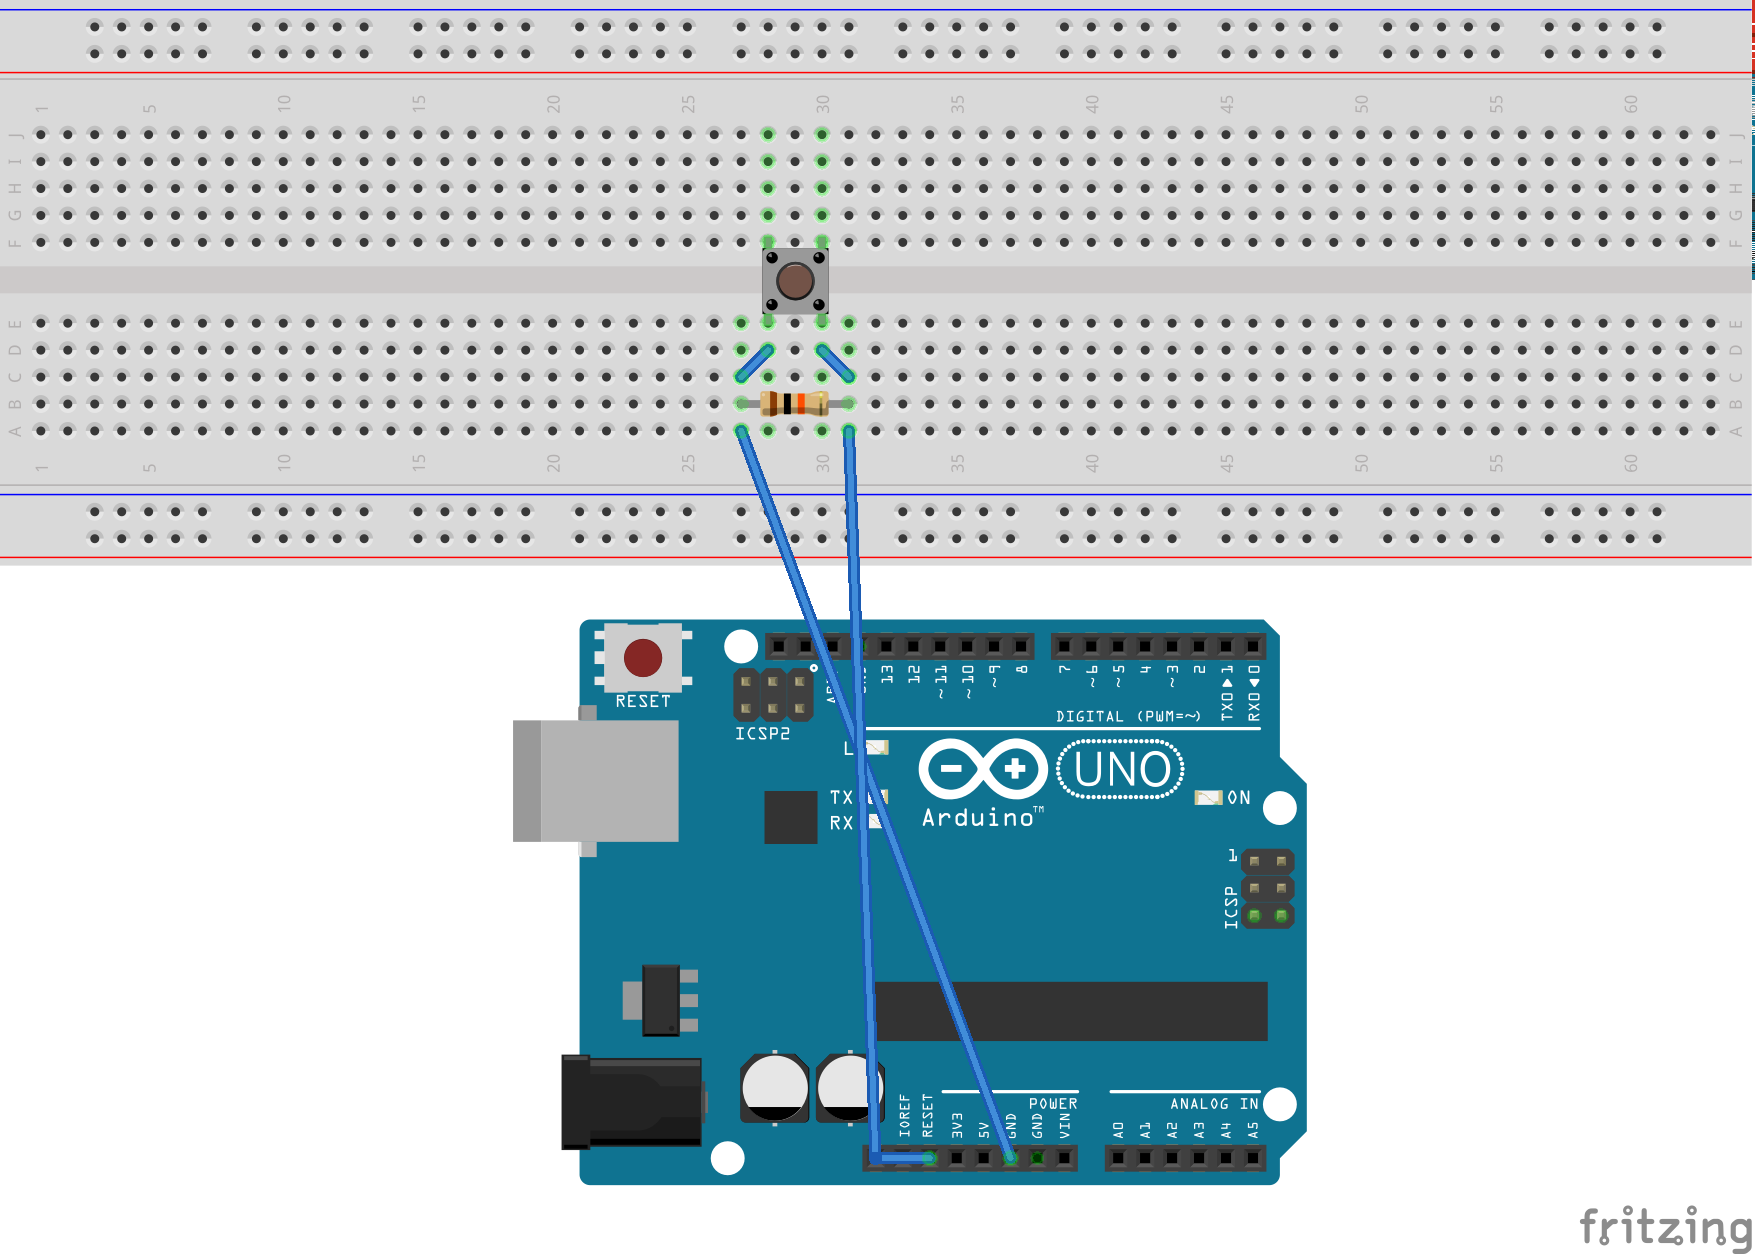 1 5 10 15 20 25 30 35 40 45 50 55 60
J J
I I
H H
G G
F F
E E
D D
C C
B B
A A
1 5 10 15 20 25 30 35 40 45 50 55 60
13 12 ~11 ~10 ~9 8 7 ~6 ~5 4 ~3 2 TX0▶1 RX0◀0
RESET
DIGITAL (PWM=~)
ICSP2
L
UNO
TX
ON
RX
Arduino™
1
ICSP
POWER
ANALOG IN
IOREF RESET 3V3 5V GND GND VIN A0 A1 A2 A3 A4 A5
fritzing